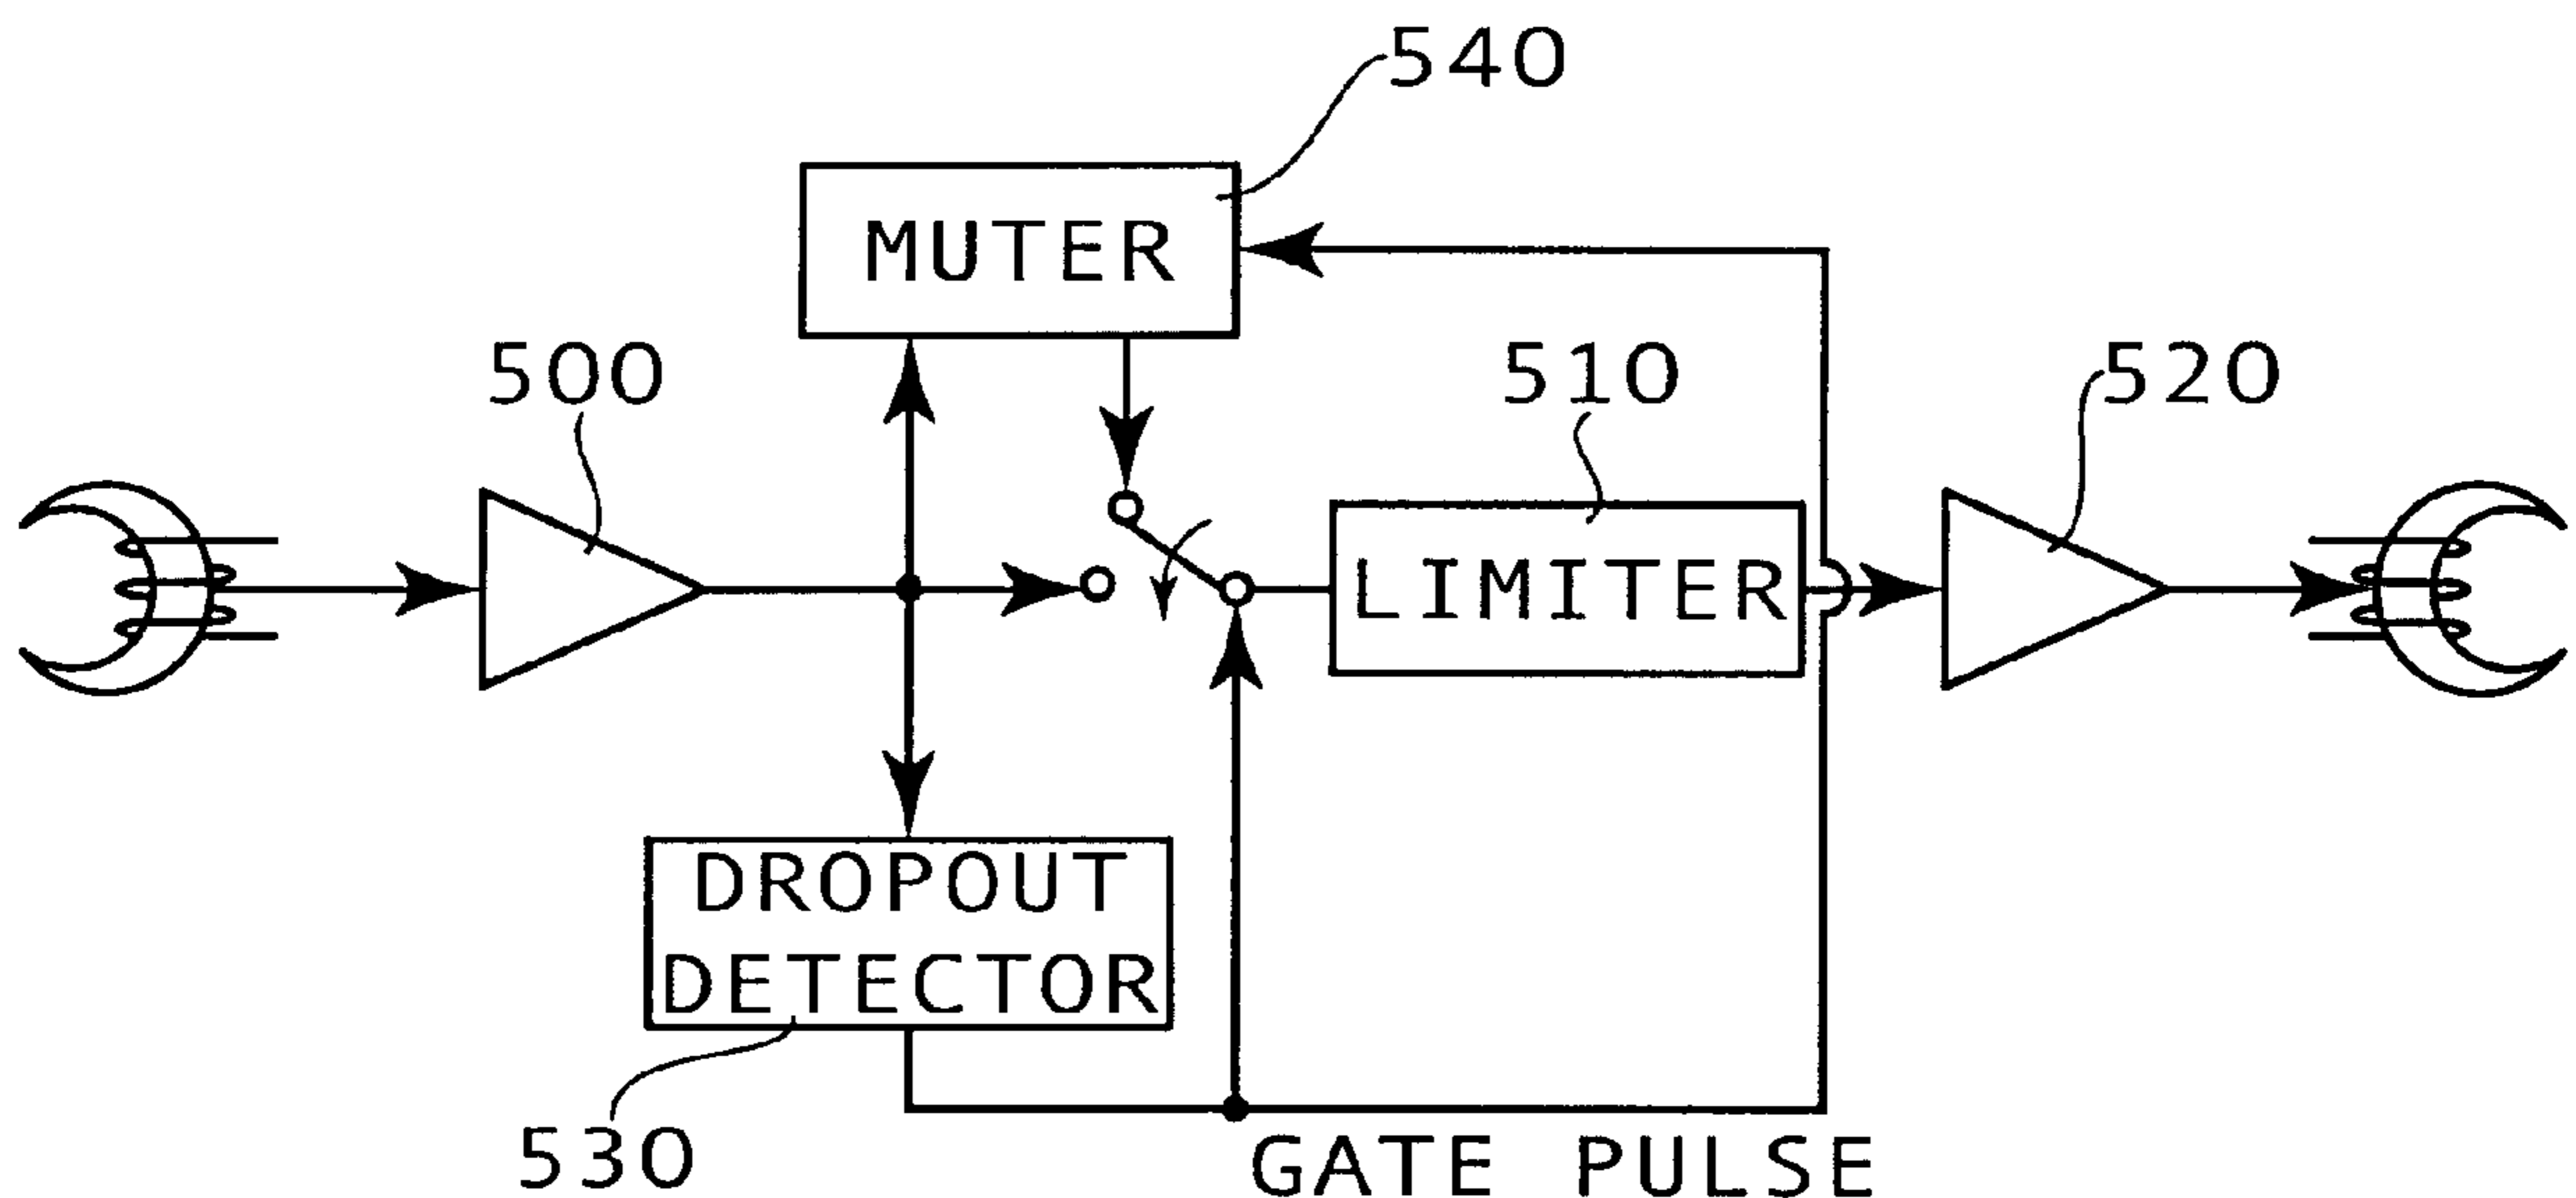 540
MUTER
500
510
520
LIMITER
DROPOUT
DETECTOR
530
GATE PULSE